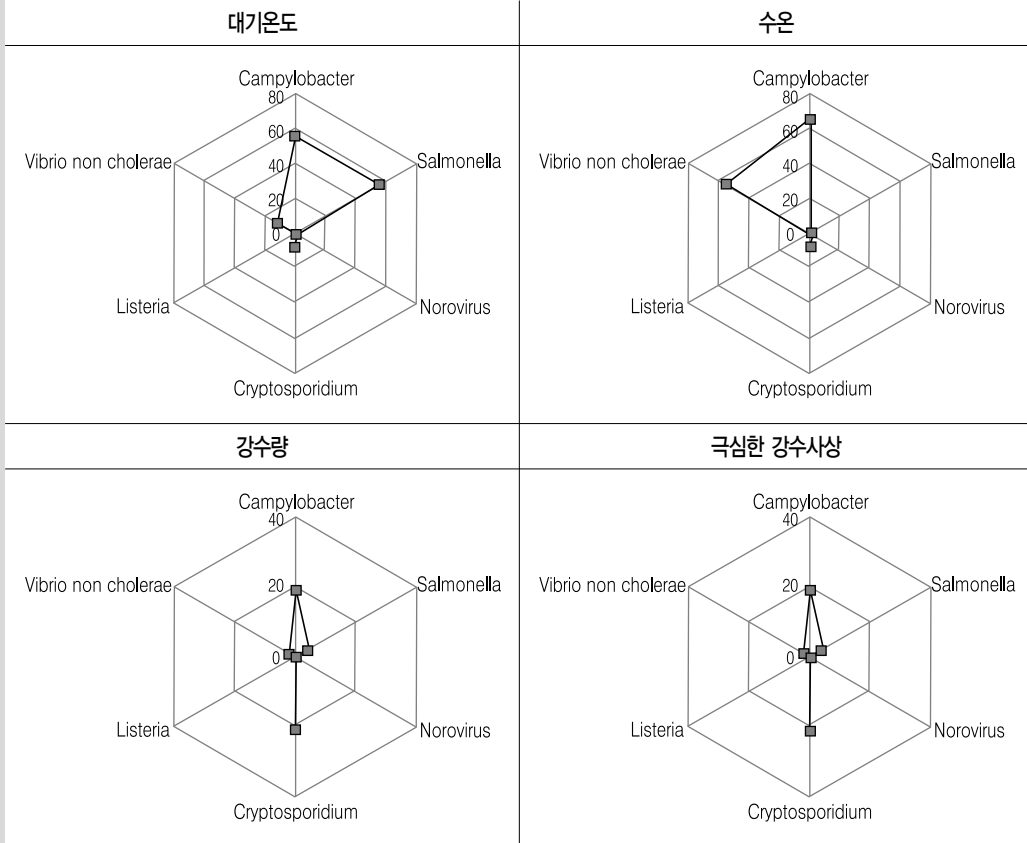 대기온도
수온
Campylobacter
80
60
40
20
0
Vibrio non cholerae
Salmonella
Listeria
Norovirus
Cryptosporidium
Campylobacter
80
60
40
20
0
Vibrio non cholerae
Salmonella
Listeria
Norovirus
Cryptosporidium
강수량
극심한 강수사상
Campylobacter
40
20
0
Vibrio non cholerae
Salmonella
Listeria
Norovirus
Cryptosporidium
Campylobacter
40
20
0
Vibrio non cholerae
Salmonella
Listeria
Norovirus
Cryptosporidium